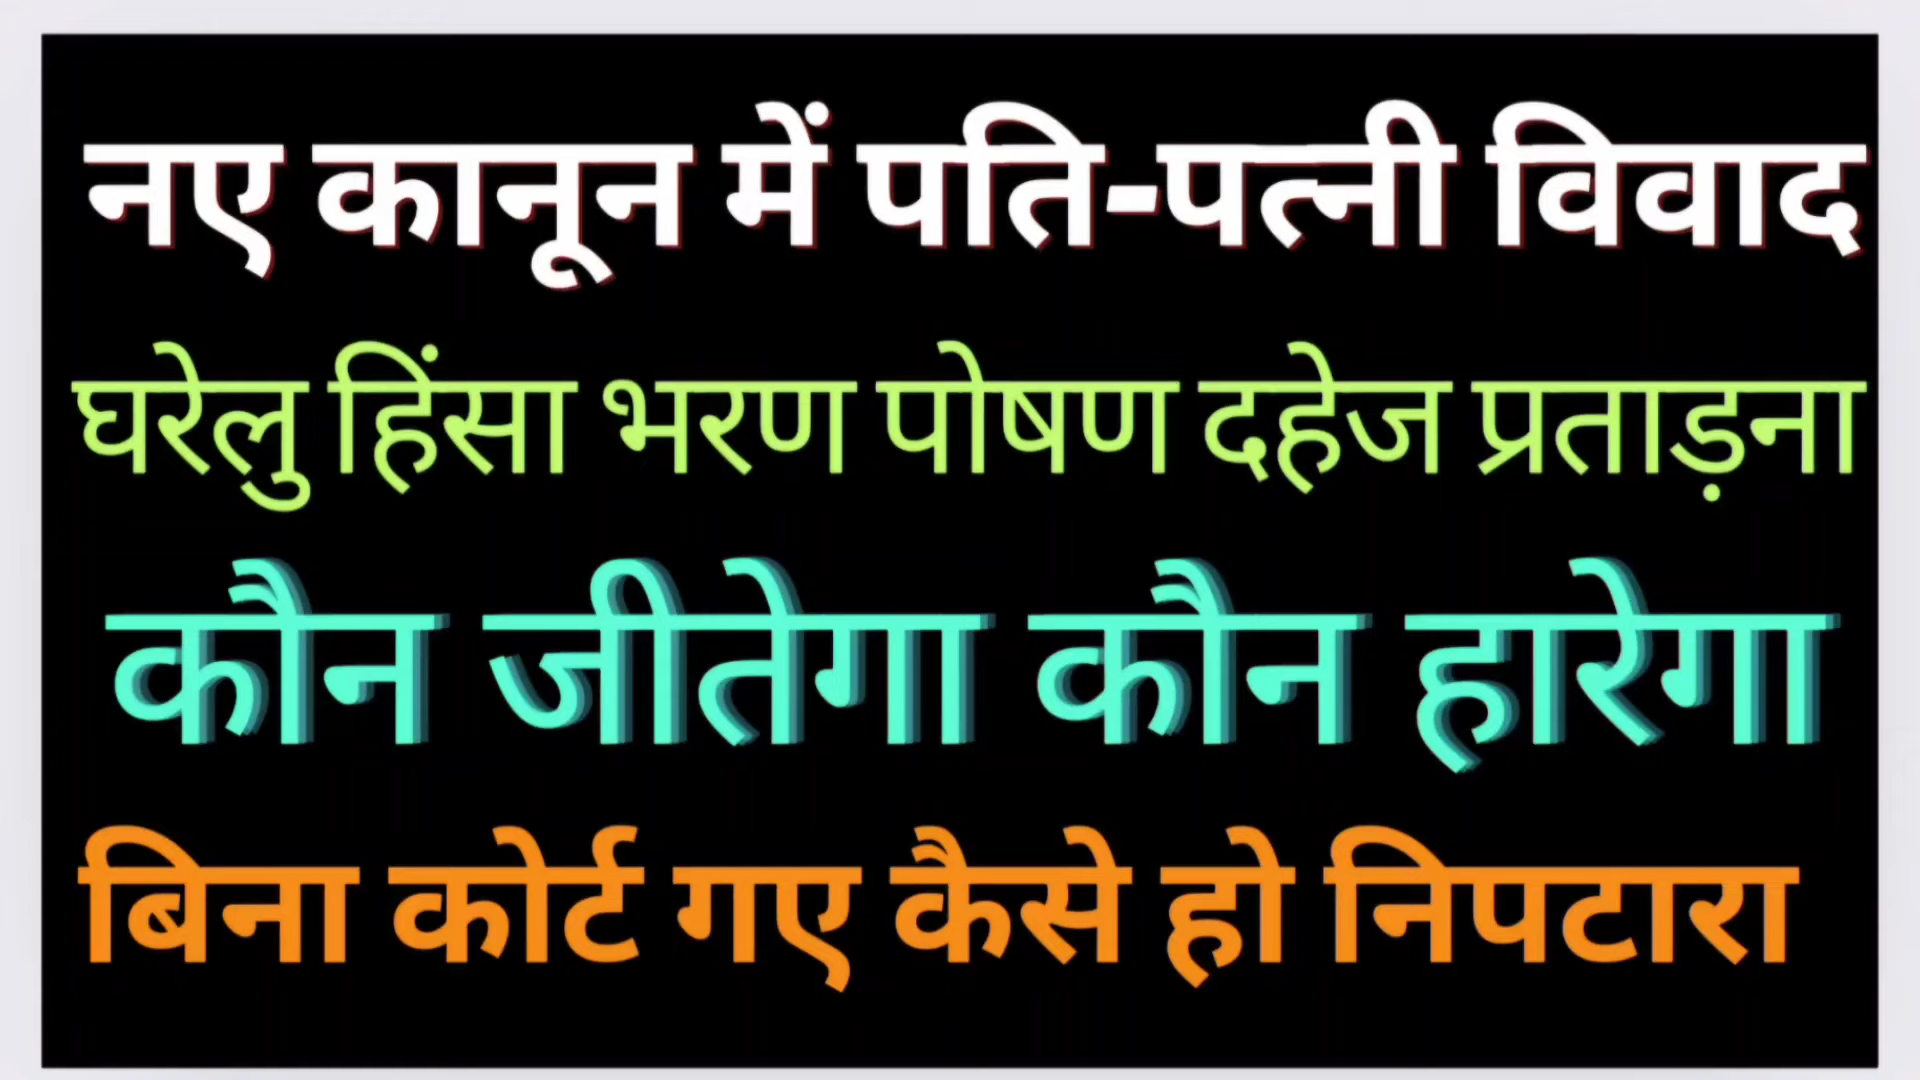 नए कानून में पति-पत्नी विवाद
घरेलु हिंसा भरण पोषण दहेज प्रताड़ना
कौन जीतेगा कौन हारेगा
बिना कोर्ट गए कैसे हो निपटारा